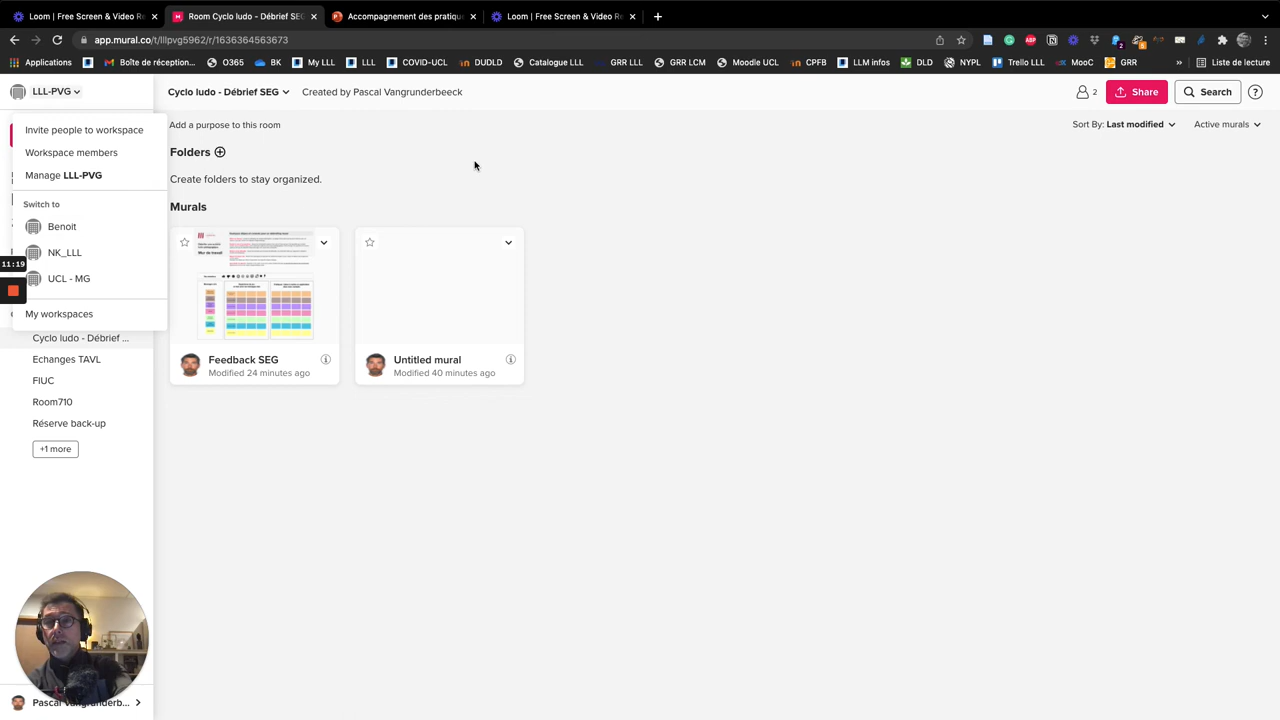 Loom | Free Screen & Video Re
Room Cyclo ludo - Débrief SEG
Accompagnement des pratiqu
Loom | Free Screen & Video Re
app.mural.co/t/lllpvg5962/r/1636364563673
Applications
Boîte de réception...
O365
BK
My LLL
LLL
COVID-UCL
DUDLD
Catalogue LLL
GRR LLL
GRR LCM
Moodle UCL
CPFB
LLM infos
DLD
NYPL
Trello LLL
MooC
GRR
»
Liste de lecture
LLL-PVG
Cyclo ludo - Débrief SEG
Created by Pascal Vangrunderbeeck
2
Share
Search
Add a purpose to this room
Sort By: Last modified
Active murals
Invite people to workspace
Workspace members
Manage LLL-PVG
Switch to
Benoit
NK_LLL
UCL - MG
My workspaces
11:19
Cyclo ludo - Débrief ...
Echanges TAVL
FIUC
Room710
Réserve back-up
+1 more
Folders
Create folders to stay organized.
Murals
Feedback SEG
Modified 24 minutes ago
Untitled mural
Modified 40 minutes ago
Pascal Vangrunderb...